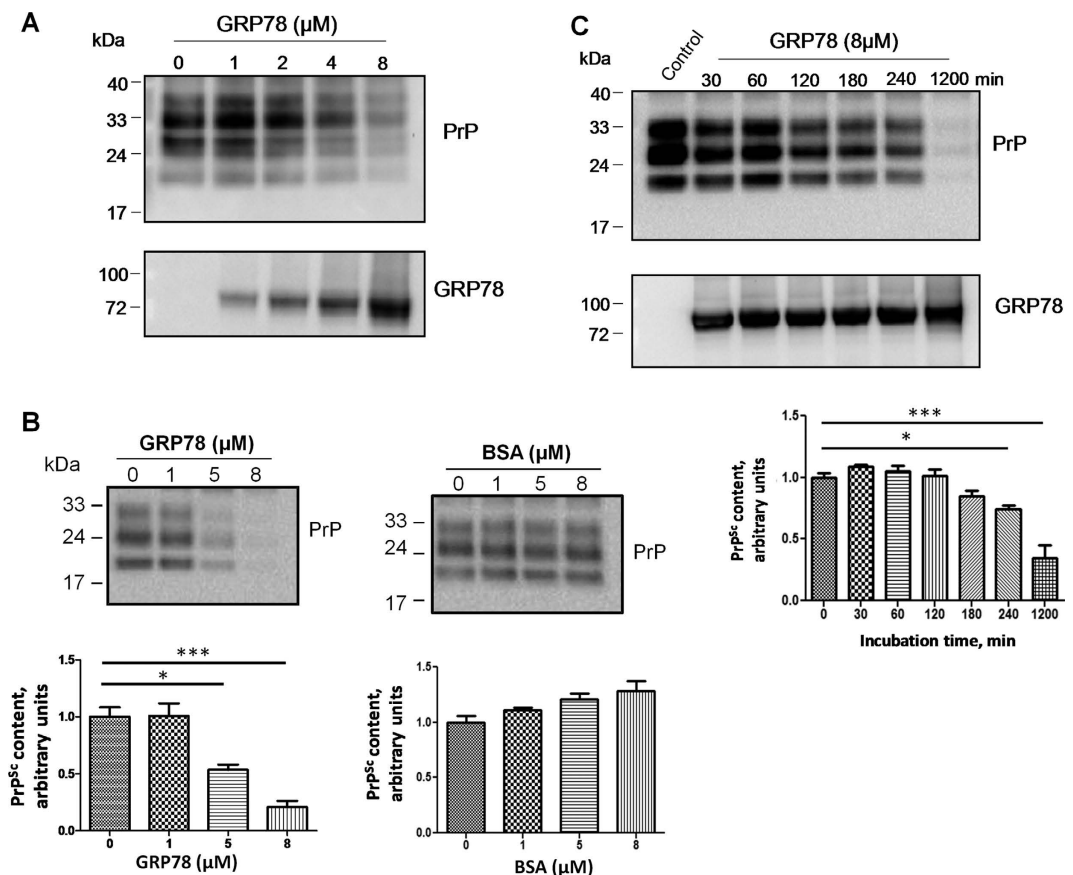 A
GRP78 (µM)
kDa
0 1 2 4 8
40
33
24
17
PrP
100
72
GRP78
B
GRP78 (µM)
kDa
0 1 5 8
33
24
17
PrP
BSA (µM)
0 1 5 8
33
24
17
PrP
***
*
PrPSc content,
arbitrary units
1.5
1.0
0.5
0.0
0 1 5 8
GRP78 (µM)
PrPSc content,
arbitrary units
1.5
1.0
0.5
0.0
0 1 5 8
BSA (µM)
C
GRP78 (8µM)
kDa
Control 30 60 120 180 240 1200 min
40
33
24
17
PrP
100
72
GRP78
***
*
PrPSc content,
arbitrary units
1.5
1.0
0.5
0.0
0 30 60 120 180 240 1200
Incubation time, min